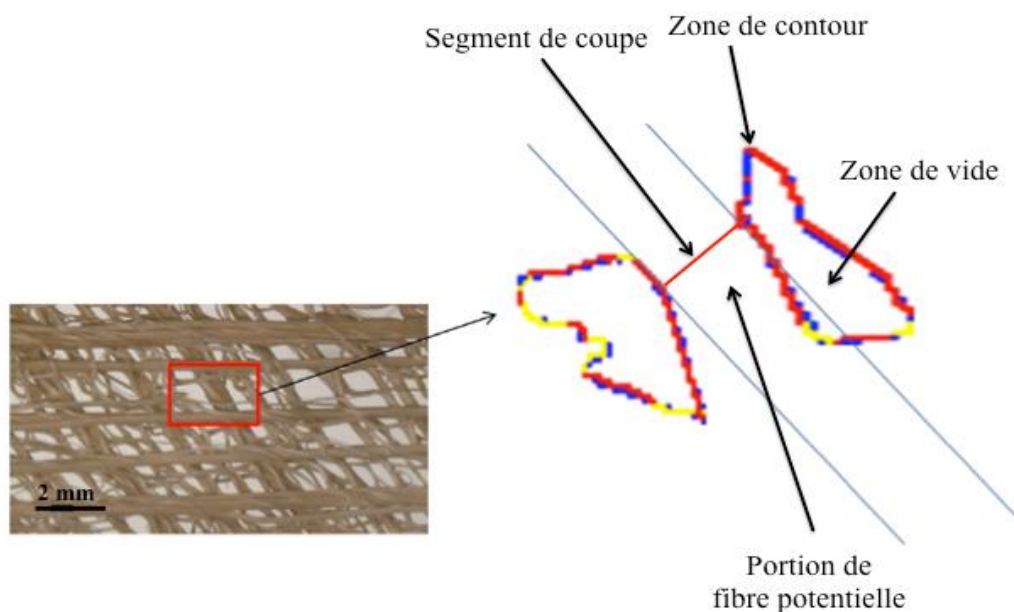 Segment de coupe
Zone de contour
Zone de vide
2 mm
Portion de
fibre potentielle